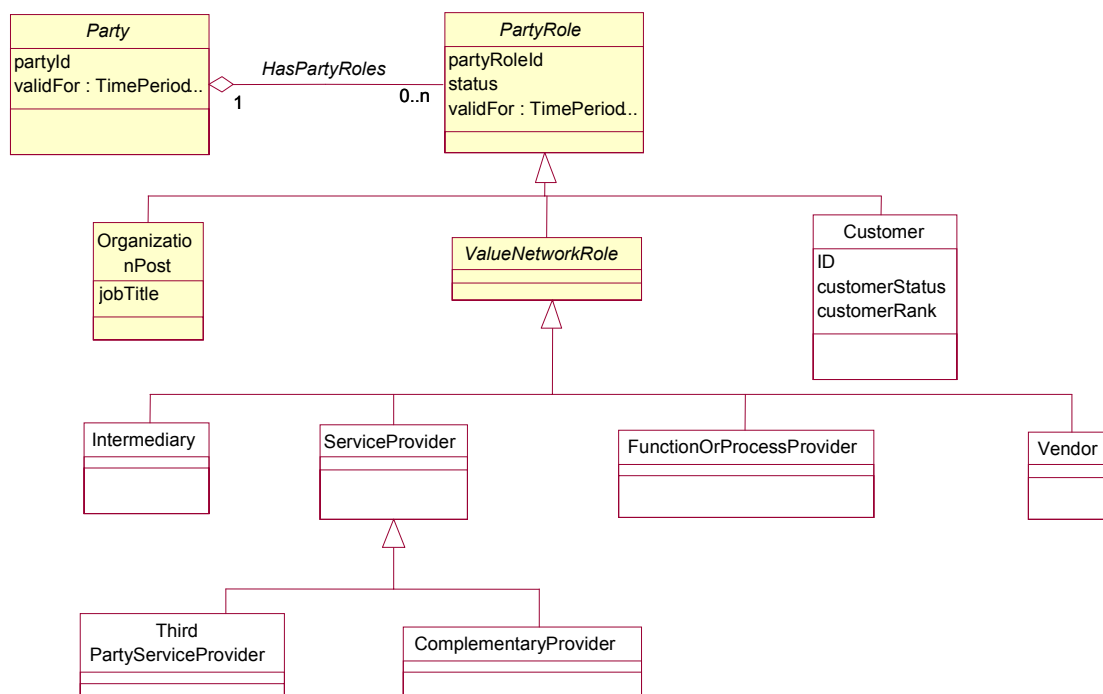 Party
partyId
validFor : TimePeriod...
HasPartyRoles
1
0..n
PartyRole
partyRoleId
status
validFor : TimePeriod...
Organizatio
nPost
jobTitle
ValueNetworkRole
Customer
ID
customerStatus
customerRank
Intermediary
ServiceProvider
FunctionOrProcessProvider
Vendor
Third
PartyServiceProvider
ComplementaryProvider